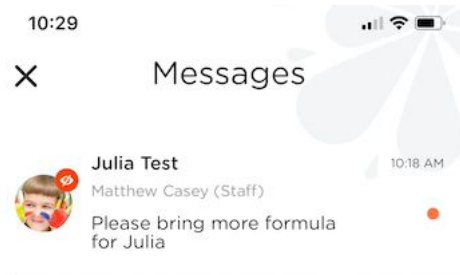 10:29
Messages
Julia Test
10:18 AM
Matthew Casey (Staff)
Please bring more formula
for Julia